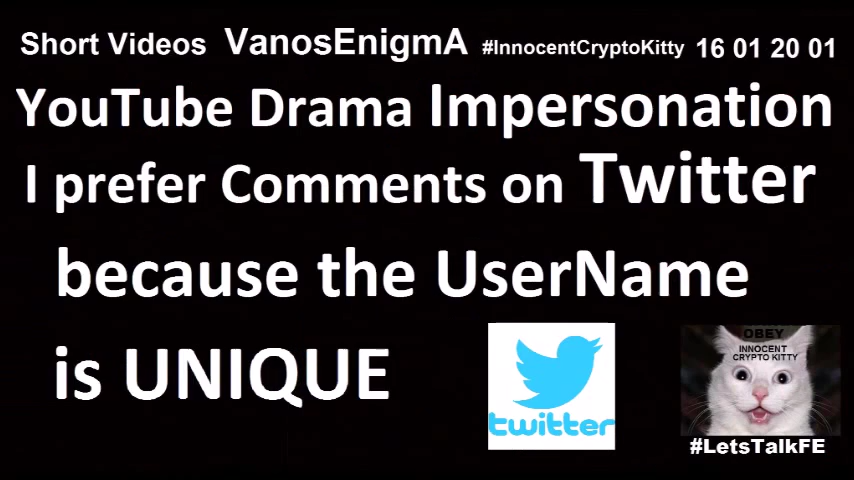 Short Videos VanosEnigmA #InnocentCryptoKitty 16 01 20 01
YouTube Drama Impersonation
I prefer Comments on Twitter
because the UserName
is UNIQUE
twitter
OBEY
INNOCENT
CRYPTO KITTY
#LetsTalkFE